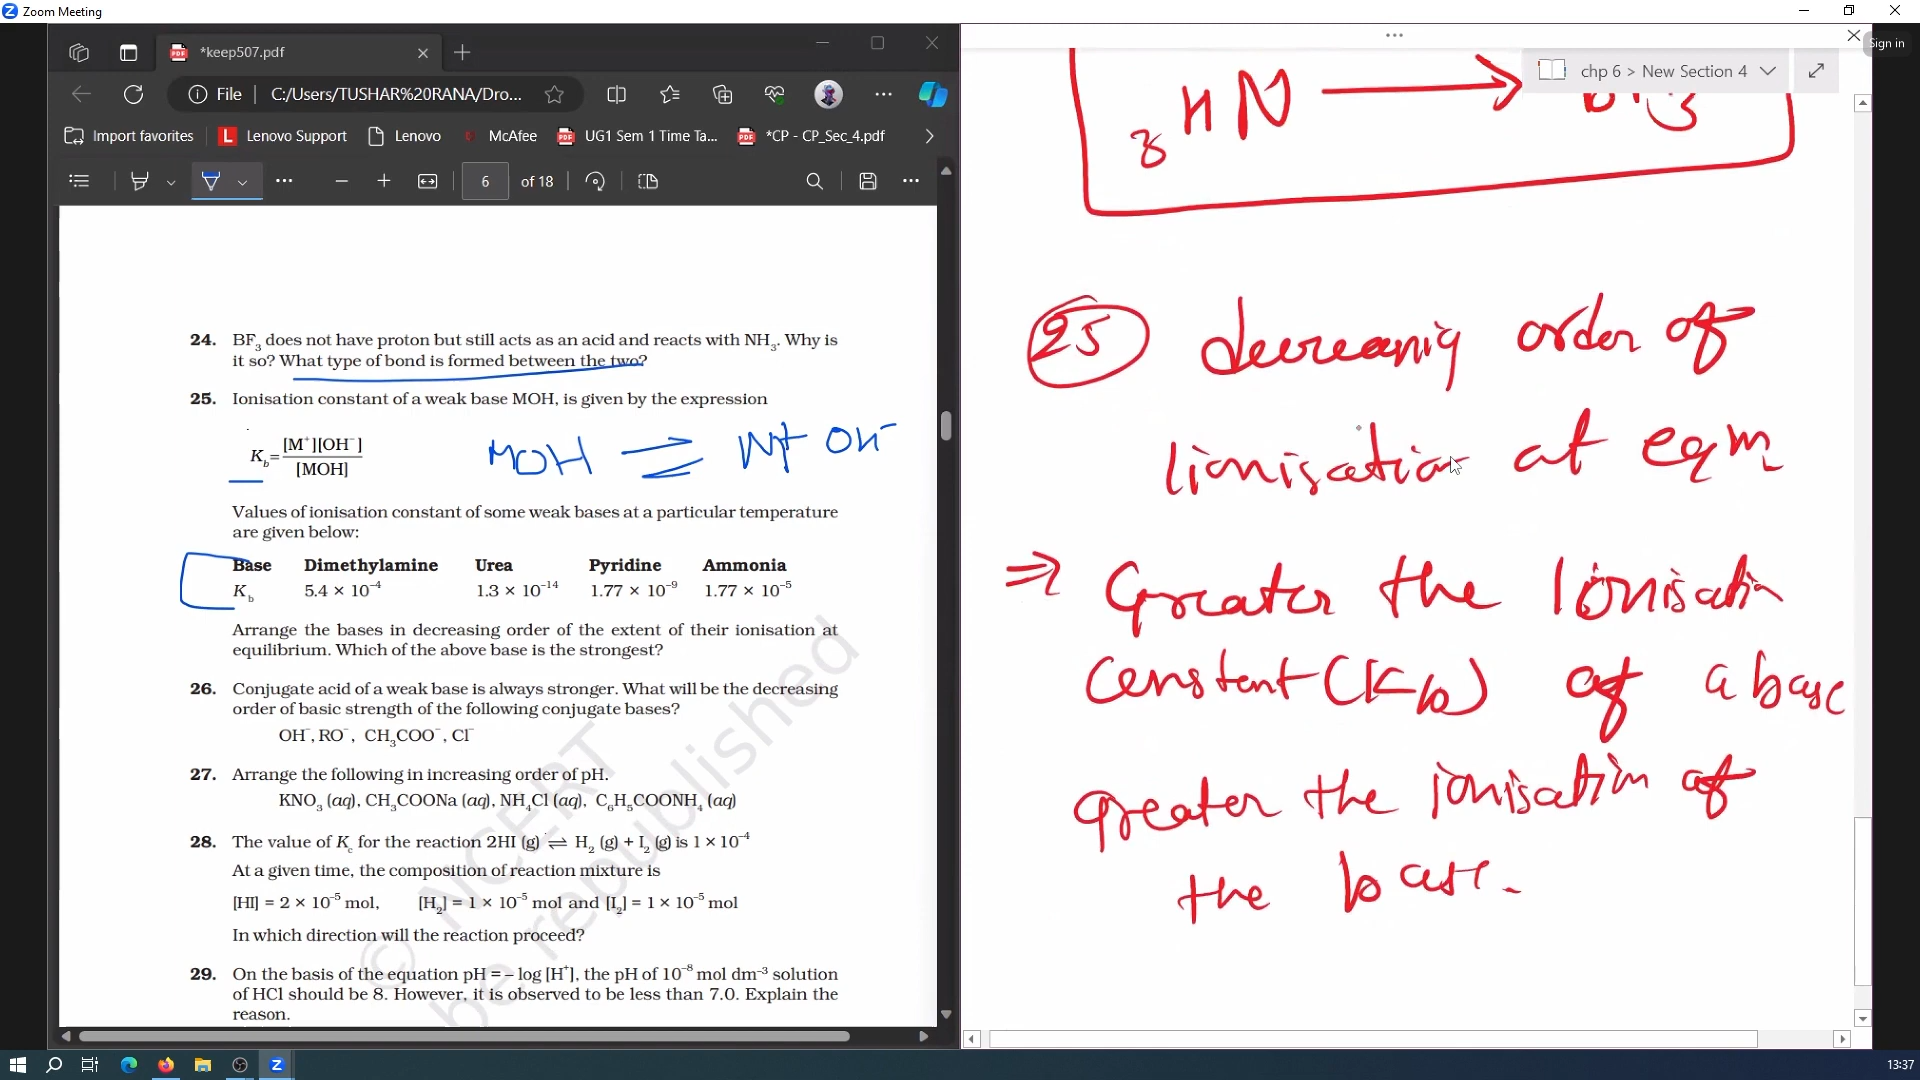 Zoom Meeting
*keep507.pdf
Sign in
File C:/Users/TUSHAR%20RANA/Dro...
Import favorites Lenovo Support Lenovo McAfee UG1 Sem 1 Time Ta... *CP - CP_Sec_4.pdf
6 of 18
24. BF₃ does not have proton but still acts as an acid and reacts with NH₃. Why is
it so? What type of bond is formed between the two?
25. Ionisation constant of a weak base MOH, is given by the expression
K_b = [M⁺][OH⁻] / [MOH]
MOH ⇌ M+ OH-
Values of ionisation constant of some weak bases at a particular temperature
are given below:
Base Dimethylamine Urea Pyridine Ammonia
K_b 5.4 × 10⁻⁴ 1.3 × 10⁻¹⁴ 1.77 × 10⁻⁹ 1.77 × 10⁻⁵
Arrange the bases in decreasing order of the extent of their ionisation at
equilibrium. Which of the above base is the strongest?
26. Conjugate acid of a weak base is always stronger. What will be the decreasing
order of basic strength of the following conjugate bases?
OH⁻, RO⁻, CH₃COO⁻, Cl⁻
27. Arrange the following in increasing order of pH.
KNO₃ (aq), CH₃COONa (aq), NH₄Cl (aq), C₆H₅COONH₄ (aq)
28. The value of K_c for the reaction 2HI (g) ⇌ H₂ (g) + I₂ (g) is 1 × 10⁻⁴
At a given time, the composition of reaction mixture is
[HI] = 2 × 10⁻⁵ mol, [H₂] = 1 × 10⁻⁵ mol and [I₂] = 1 × 10⁻⁵ mol
In which direction will the reaction proceed?
29. On the basis of the equation pH = – log [H⁺], the pH of 10⁻⁸ mol dm⁻³ solution
of HCl should be 8. However, it is observed to be less than 7.0. Explain the
reason.
© NCERT
be republished
chp 6 > New Section 4
3HN → BF3
25 decreasing order of
ionisation at eqm
⇒ Greater the Ionisation
constant (Kb) of a base
greater the ionisation of
the base.
13:37